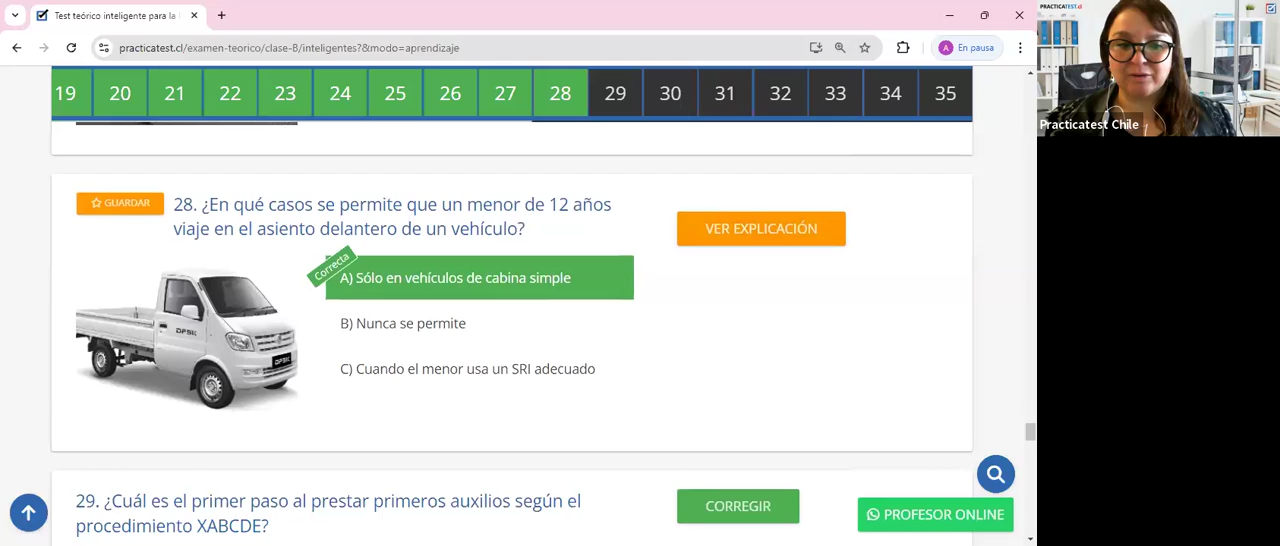 Test teórico inteligente para la
practicatest.cl/examen-teorico/clase-B/inteligentes?&modo=aprendizaje
A
En pausa
PRACTICATEST.cl
19 20 21 22 23 24 25 26 27 28 29 30 31 32 33 34 35
Practicatest Chile
GUARDAR
28. ¿En qué casos se permite que un menor de 12 años
viaje en el asiento delantero de un vehículo?
VER EXPLICACIÓN
Correcta
A) Sólo en vehículos de cabina simple
B) Nunca se permite
C) Cuando el menor usa un SRI adecuado
DFSK
DFSK
29. ¿Cuál es el primer paso al prestar primeros auxilios según el
procedimiento XABCDE?
CORREGIR
PROFESOR ONLINE